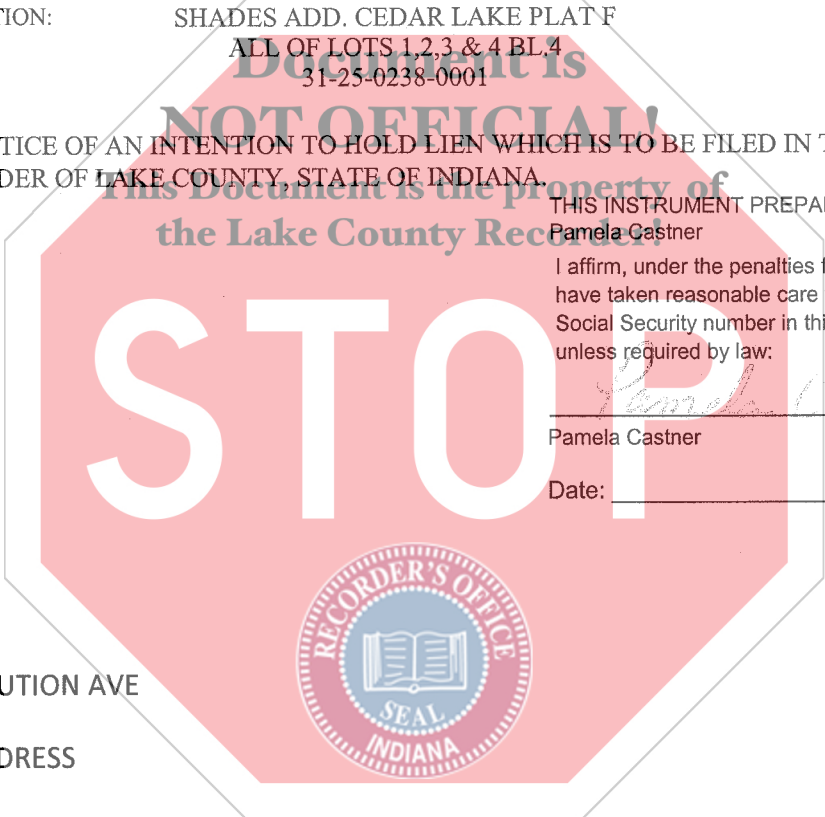 TION: SHADES ADD. CEDAR LAKE PLAT F
ALL OF LOTS 1,2,3 & 4 BL,4
31-25-0238-0001
Document is
NOT OFFICIAL!
This Document is the property of
the Lake County Recorder!
TICE OF AN INTENTION TO HOLD LIEN WHICH IS TO BE FILED IN T
DER OF LAKE COUNTY, STATE OF INDIANA.
THIS INSTRUMENT PREPA
Pamela Castner
I affirm, under the penalties f
have taken reasonable care
Social Security number in thi
unless required by law:
Pamela
Pamela Castner
Date:
STOP
RECORDER'S OFFICE
SEAL
INDIANA
UTION AVE
DRESS